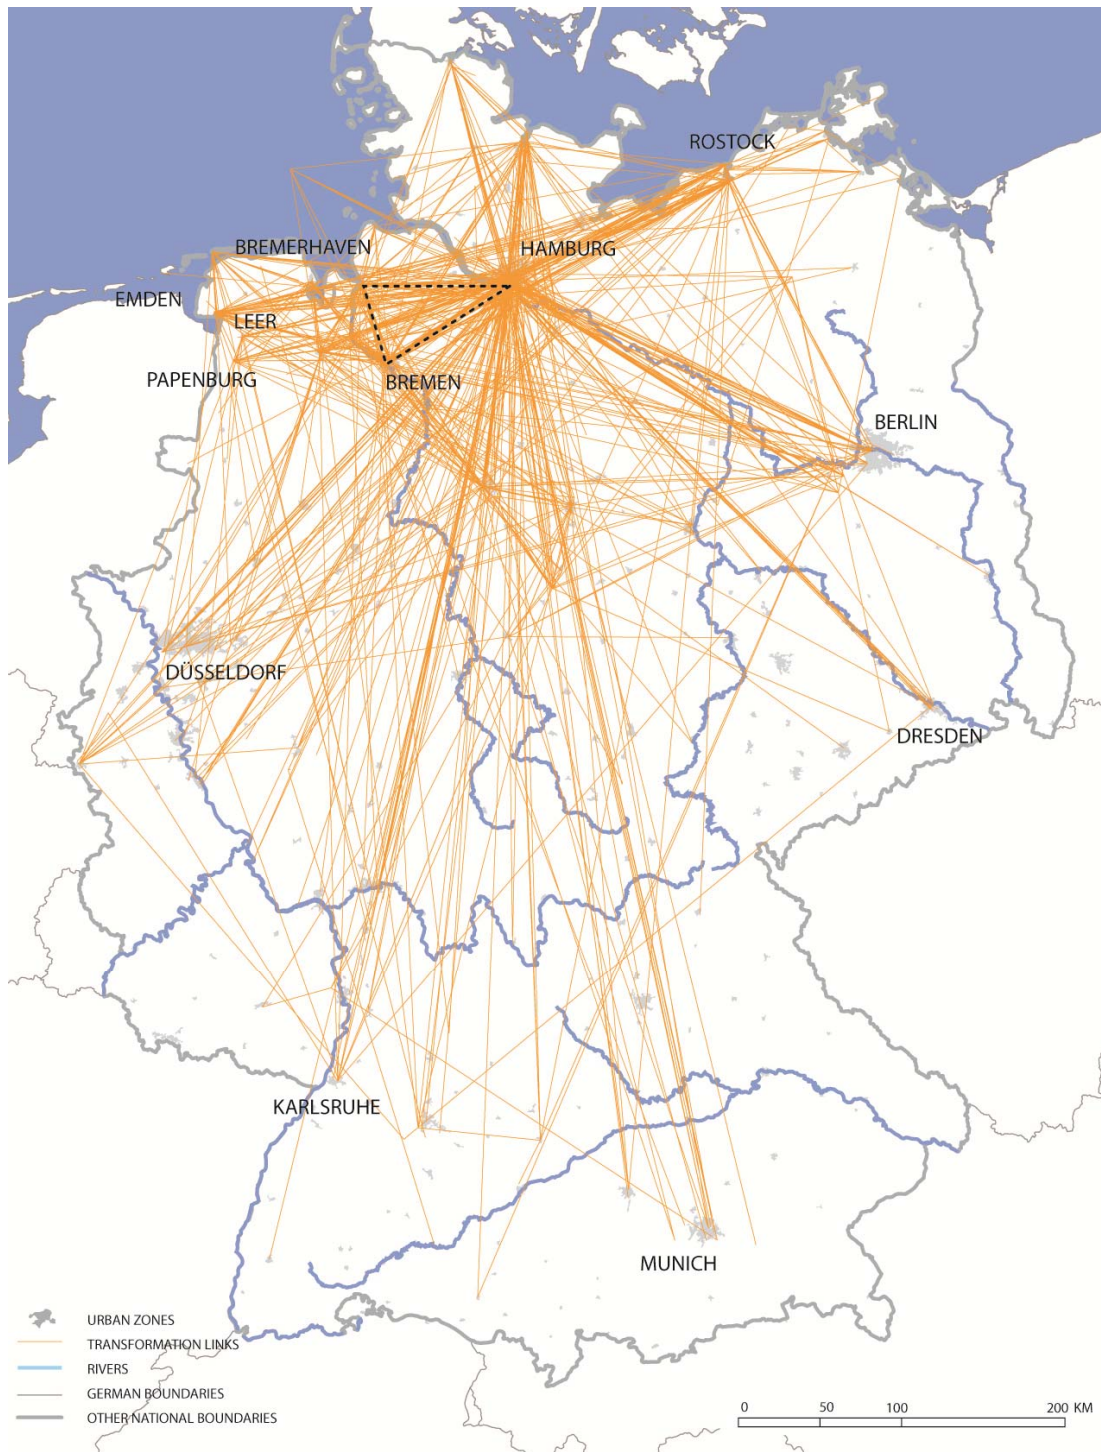 ROSTOCK
BREMERHAVEN
HAMBURG
EMDEN
LEER
PAPENBURG
BREMEN
BERLIN
DÜSSELDORF
DRESDEN
KARLSRUHE
MUNICH
URBAN ZONES
TRANSFORMATION LINKS
RIVERS
GERMAN BOUNDARIES
OTHER NATIONAL BOUNDARIES
0 50 100 200 KM